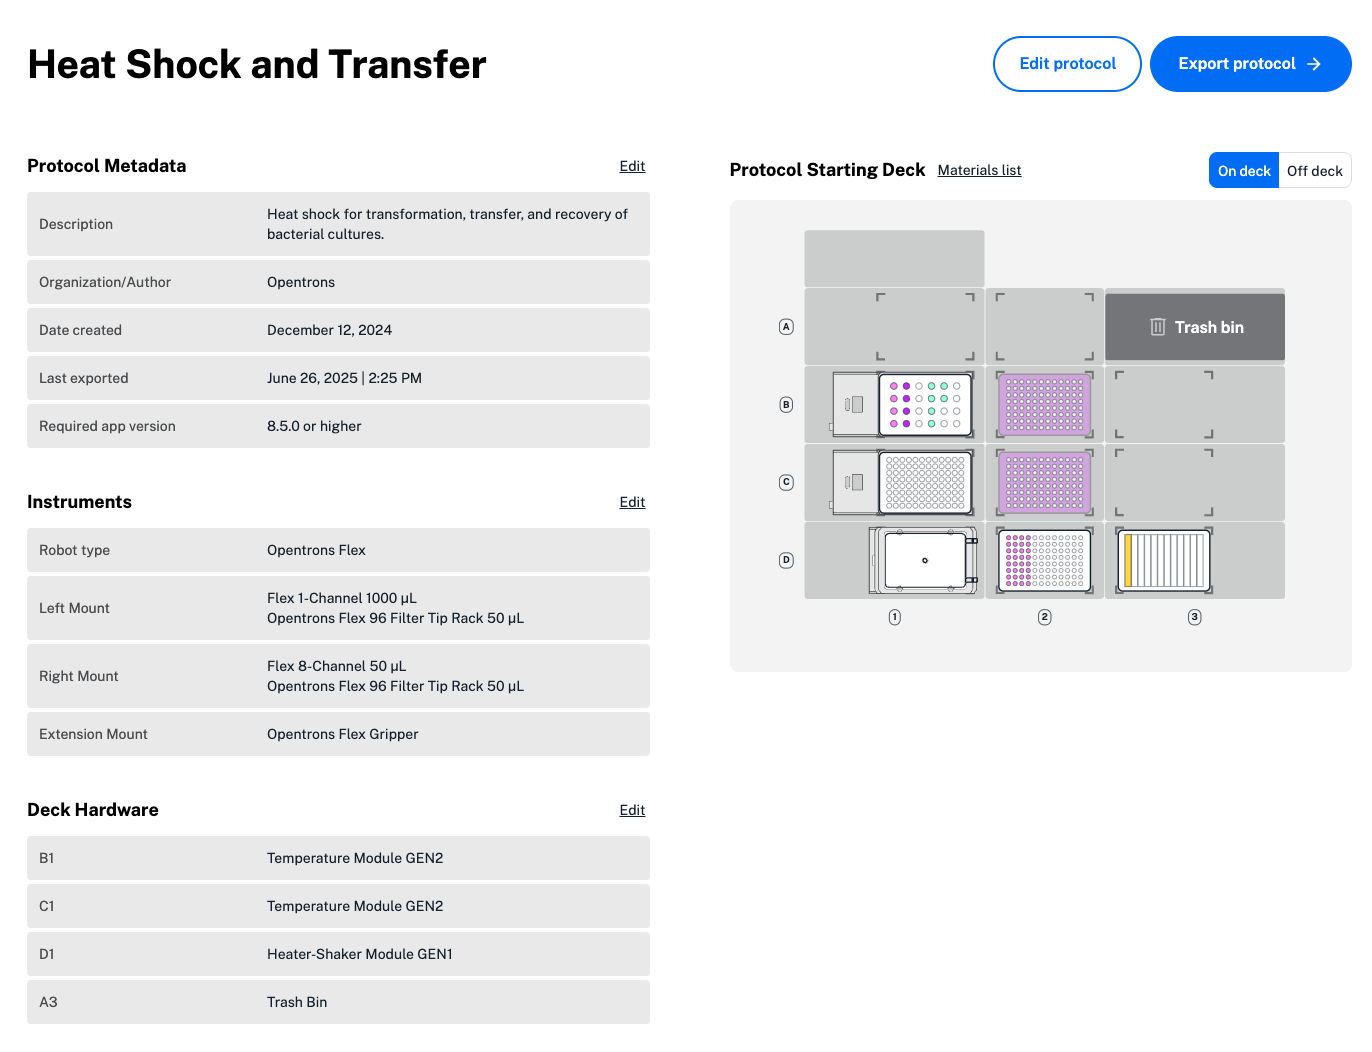 Heat Shock and Transfer
Edit protocol
Export protocol →
Protocol Metadata
Edit
Description
Heat shock for transformation, transfer, and recovery of
bacterial cultures.
Organization/Author
Opentrons
Date created
December 12, 2024
Last exported
June 26, 2025 | 2:25 PM
Required app version
8.5.0 or higher
Instruments
Edit
Robot type
Opentrons Flex
Left Mount
Flex 1-Channel 1000 µL
Opentrons Flex 96 Filter Tip Rack 50 µL
Right Mount
Flex 8-Channel 50 µL
Opentrons Flex 96 Filter Tip Rack 50 µL
Extension Mount
Opentrons Flex Gripper
Deck Hardware
Edit
B1
Temperature Module GEN2
C1
Temperature Module GEN2
D1
Heater-Shaker Module GEN1
A3
Trash Bin
Protocol Starting Deck
Materials list
On deck
Off deck
A
Trash bin
B
C
D
1
2
3